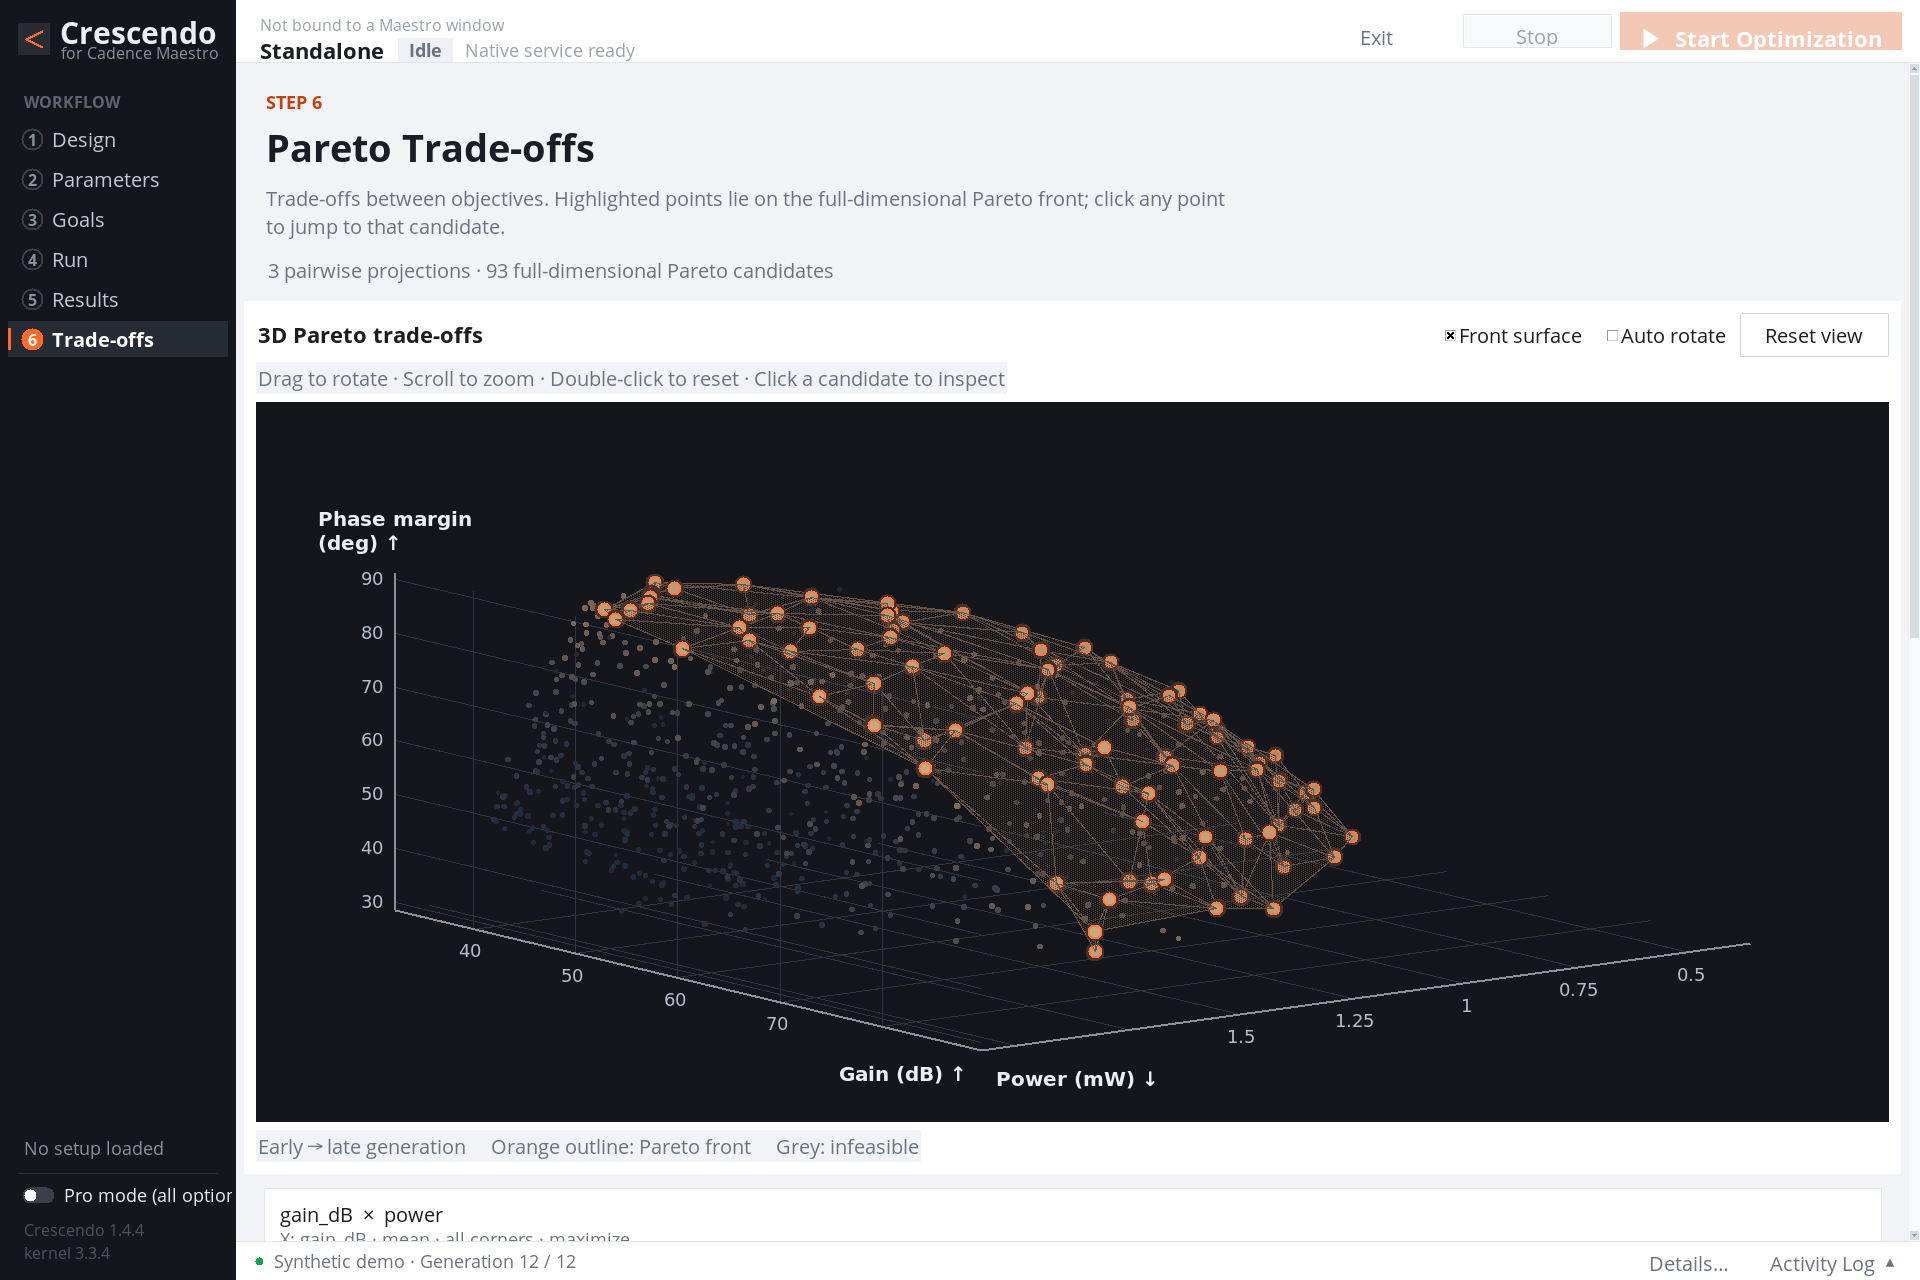 Crescendo
for Cadence Maestro
WORKFLOW
1 Design
2 Parameters
3 Goals
4 Run
5 Results
6 Trade-offs
No setup loaded
Pro mode (all option
Crescendo 1.4.4
kernel 3.3.4
Not bound to a Maestro window
Standalone Idle Native service ready
Exit
Stop
Start Optimization
STEP 6
Pareto Trade-offs
Trade-offs between objectives. Highlighted points lie on the full-dimensional Pareto front; click any point
to jump to that candidate.
3 pairwise projections · 93 full-dimensional Pareto candidates
3D Pareto trade-offs
Front surface
Auto rotate
Reset view
Drag to rotate · Scroll to zoom · Double-click to reset · Click a candidate to inspect
Phase margin
(deg) ↑
90
80
70
60
50
40
30
40
50
60
70
Gain (dB) ↑
Power (mW) ↓
1.5
1.25
1
0.75
0.5
Early → late generation Orange outline: Pareto front Grey: infeasible
gain_dB × power
X: gain_dB · mean · all corners · maximize
Synthetic demo · Generation 12 / 12
Details...
Activity Log ▲